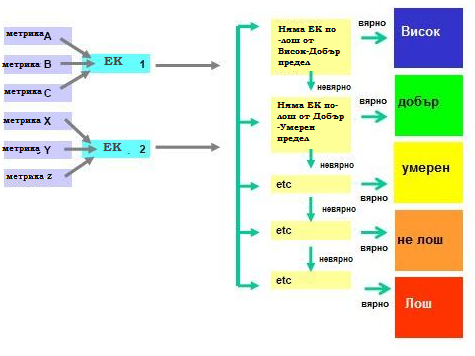 метрикаA
метрика B
метрика C
метрика X
метрика Y
метрика z
ЕК 1
ЕК . 2
Няма ЕК по
-лош от
Висок-Добър
предел
вярно
Висок
невярно
Няма ЕК по-
лош от Добър
-Умерен
предел
вярно
добър
невярно
etc
вярно
умерен
невярно
etc
вярно
не лош
невярно
etc
вярно
Лош